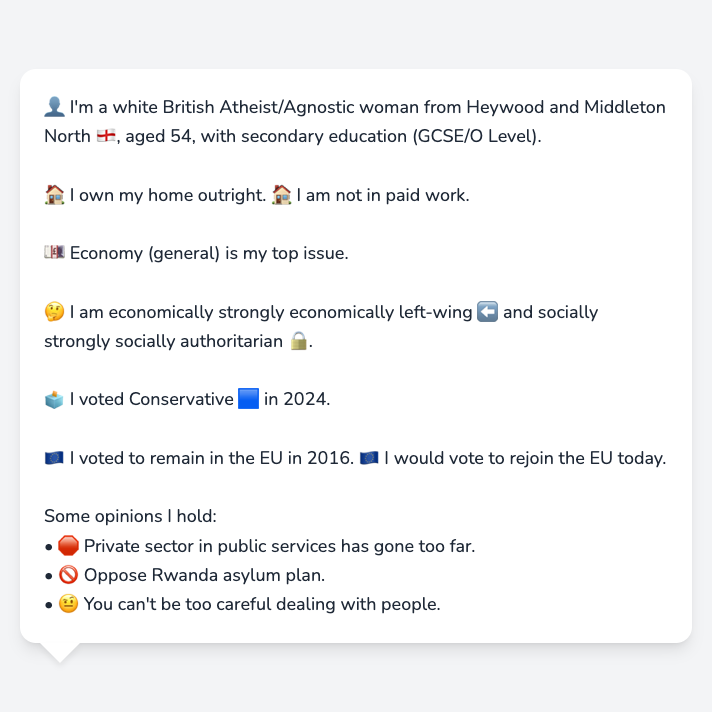 👤 I'm a white British Atheist/Agnostic woman from Heywood and Middleton
North 🏴󠁧󠁢󠁥󠁮󠁧󠁿, aged 54, with secondary education (GCSE/O Level).
🏠 I own my home outright. 🏠 I am not in paid work.
💷 Economy (general) is my top issue.
🤔 I am economically strongly economically left-wing ⬅️ and socially
strongly socially authoritarian 🔒.
🗳️ I voted Conservative 🟦 in 2024.
🇪🇺 I voted to remain in the EU in 2016. 🇪🇺 I would vote to rejoin the EU today.
Some opinions I hold:
• 🛑 Private sector in public services has gone too far.
• 🚫 Oppose Rwanda asylum plan.
• 🤨 You can't be too careful dealing with people.